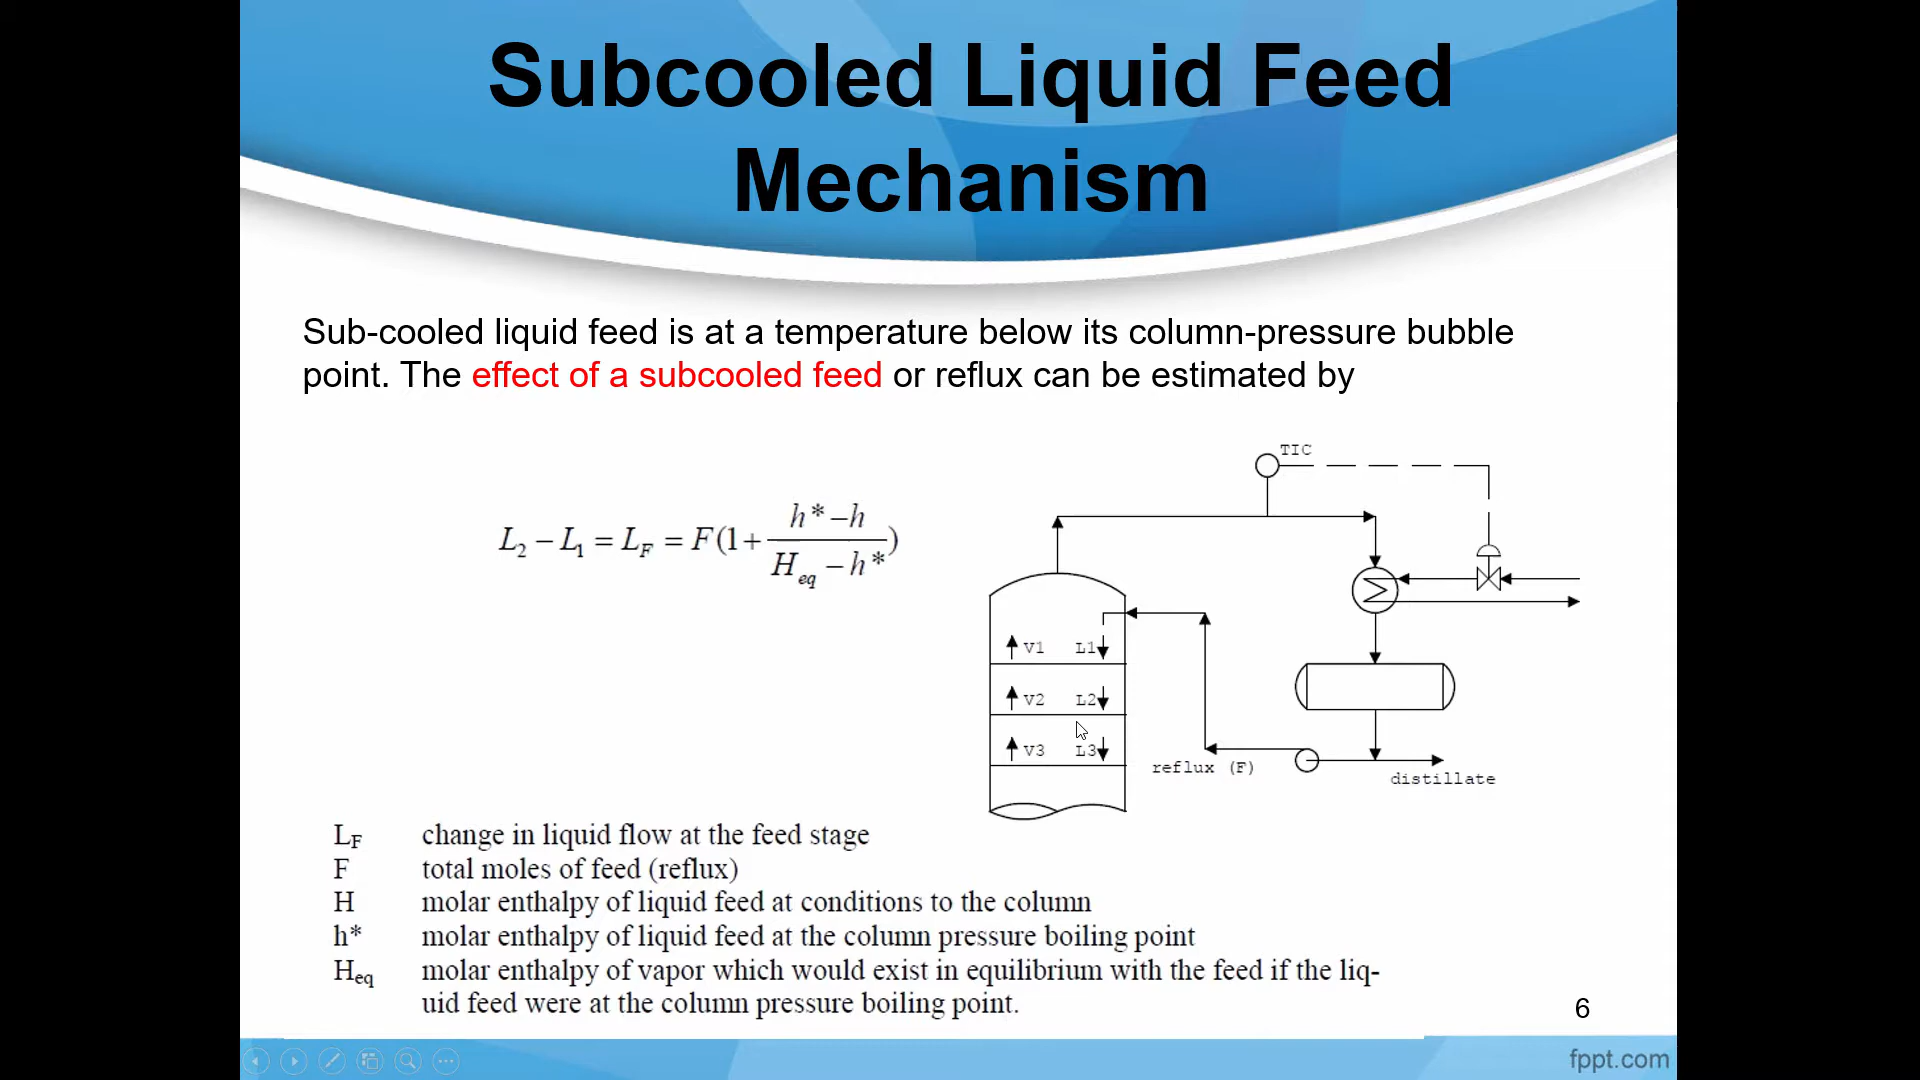 Subcooled Liquid Feed
Mechanism
Sub-cooled liquid feed is at a temperature below its column-pressure bubble
point. The effect of a subcooled feed or reflux can be estimated by
L₂ − L₁ = L_F = F(1+ (h* − h)/(H_eq − h*))
TIC
V1 L1
V2 L2
V3 L3
reflux (F)
distillate
L_F change in liquid flow at the feed stage
F total moles of feed (reflux)
H molar enthalpy of liquid feed at conditions to the column
h* molar enthalpy of liquid feed at the column pressure boiling point
H_eq molar enthalpy of vapor which would exist in equilibrium with the feed if the liq-
uid feed were at the column pressure boiling point.
6
fppt.com